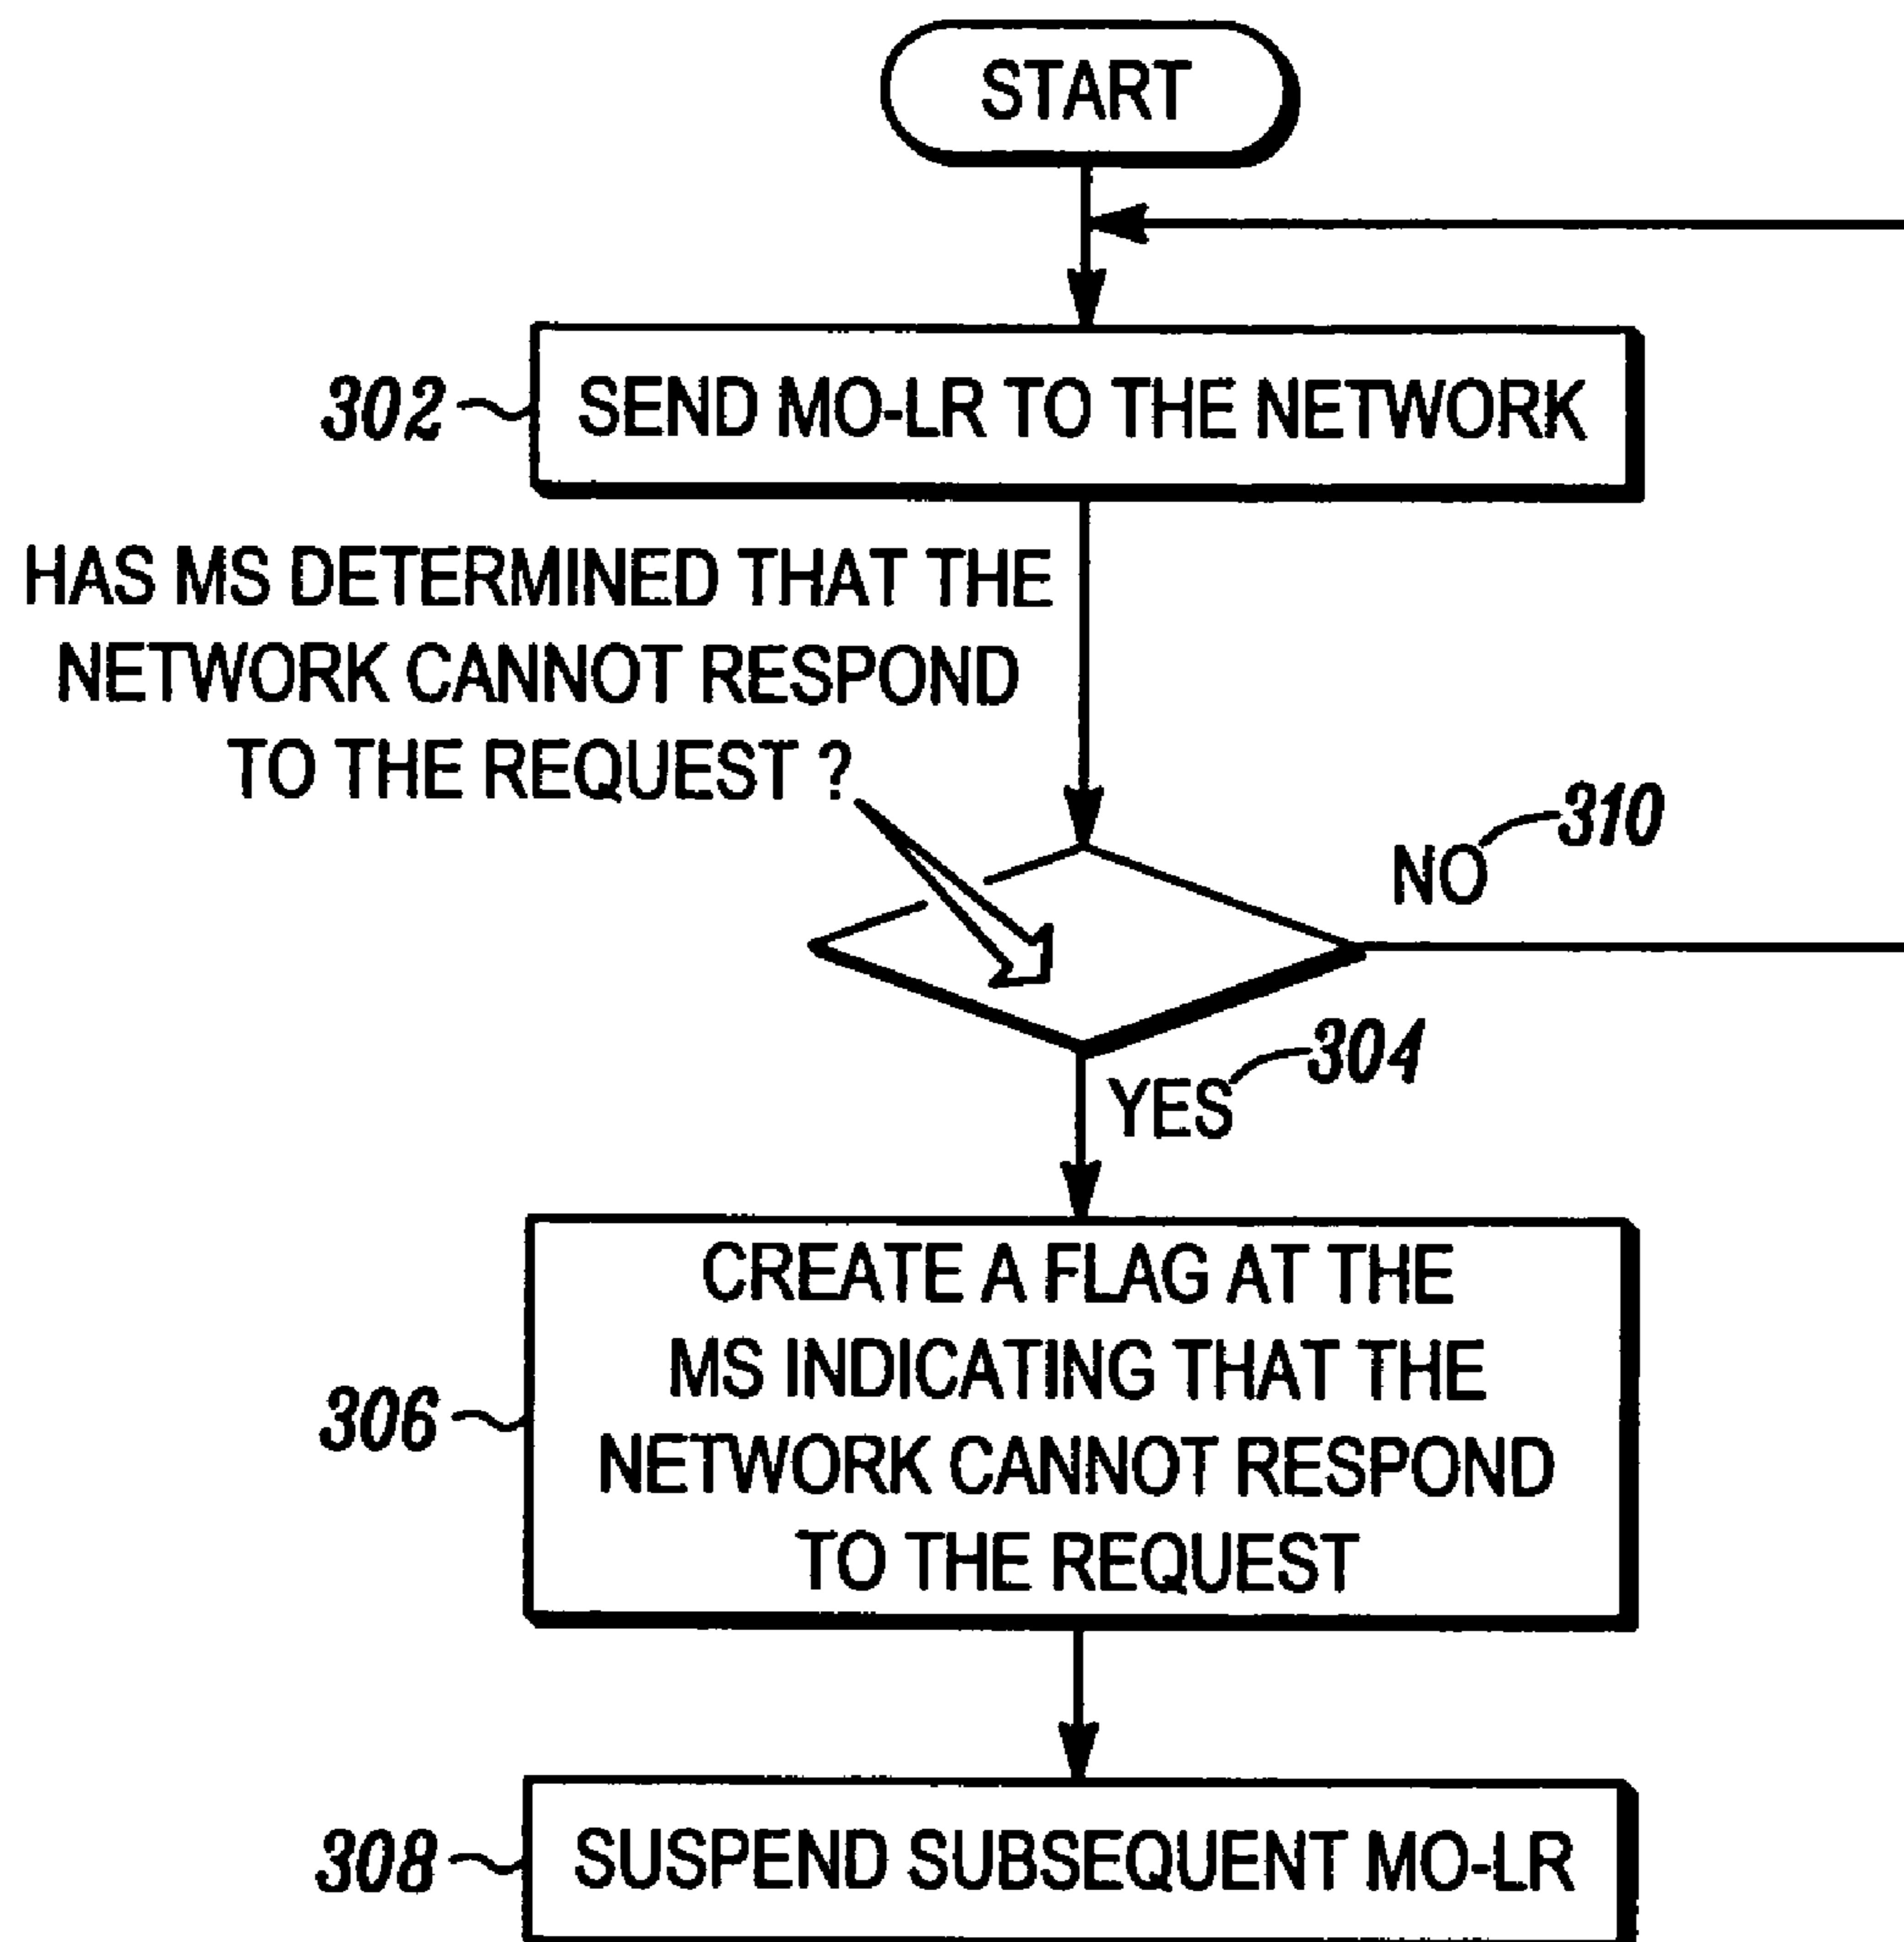 START
302
SEND MO-LR TO THE NETWORK
HAS MS DETERMINED THAT THE
NETWORK CANNOT RESPOND
TO THE REQUEST ?
310
NO
304
YES
306
CREATE A FLAG AT THE
MS INDICATING THAT THE
NETWORK CANNOT RESPOND
TO THE REQUEST
308
SUSPEND SUBSEQUENT MO-LR